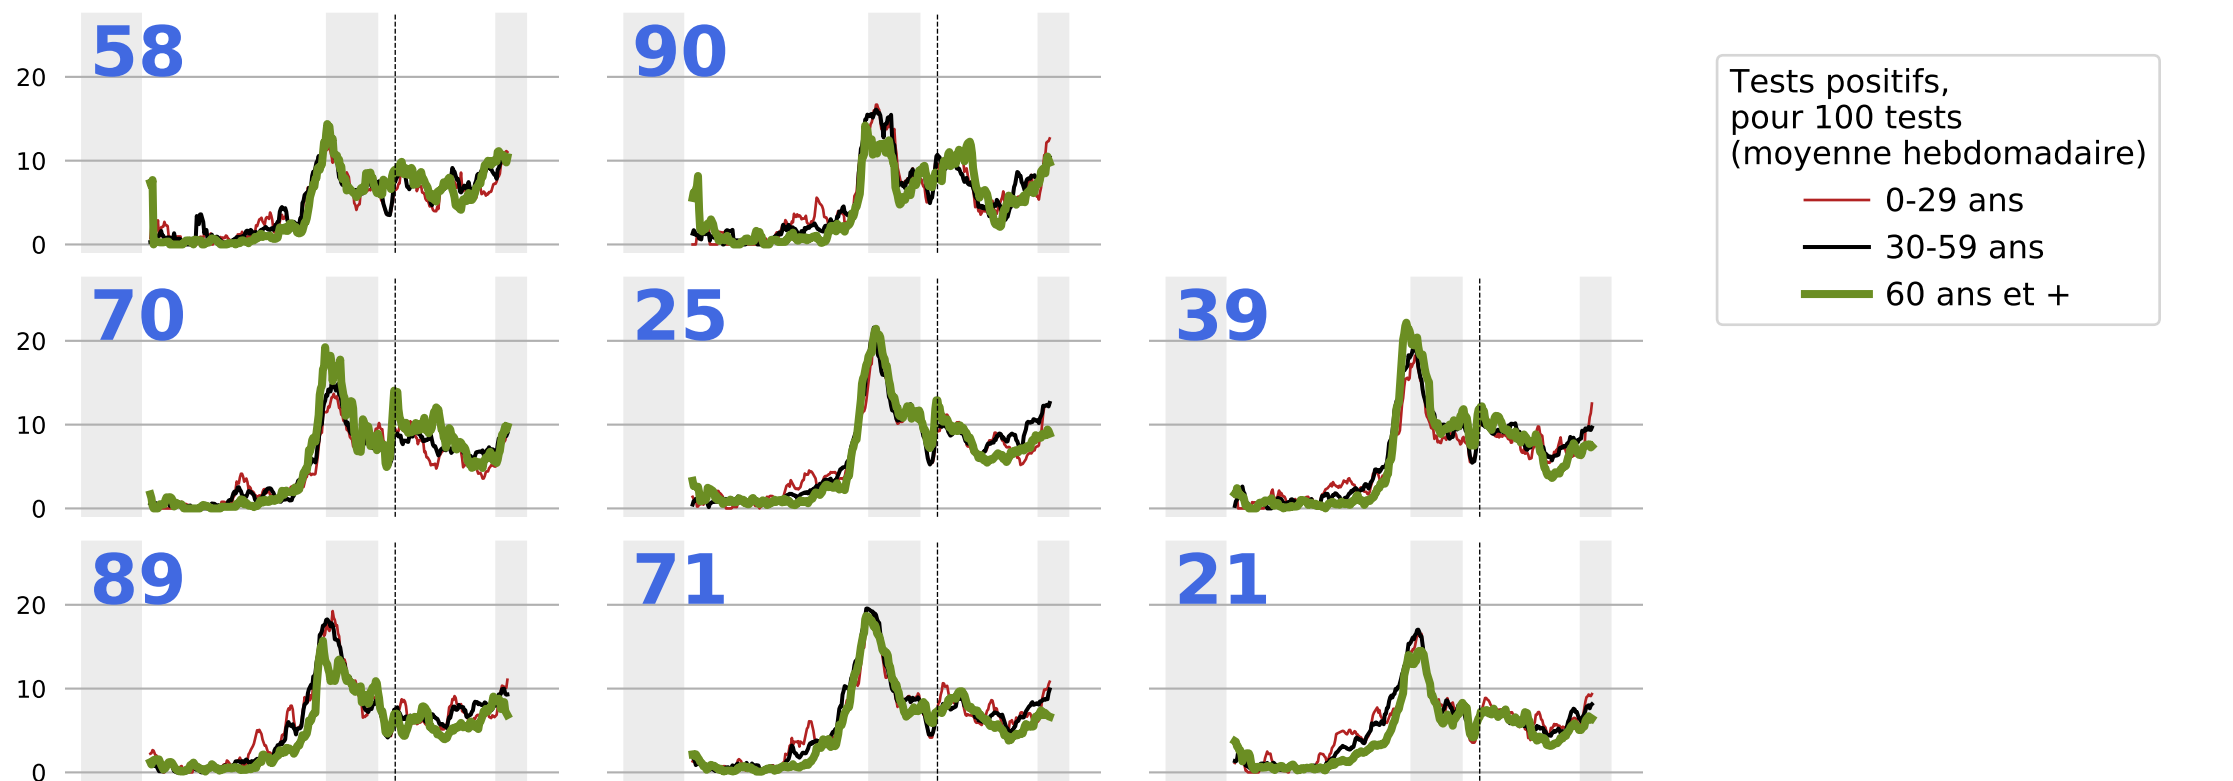 58
90
20
10
0
Tests positifs,
pour 100 tests
(moyenne hebdomadaire)
0-29 ans
30-59 ans
60 ans et +
70
25
39
20
10
0
89
71
21
20
10
0